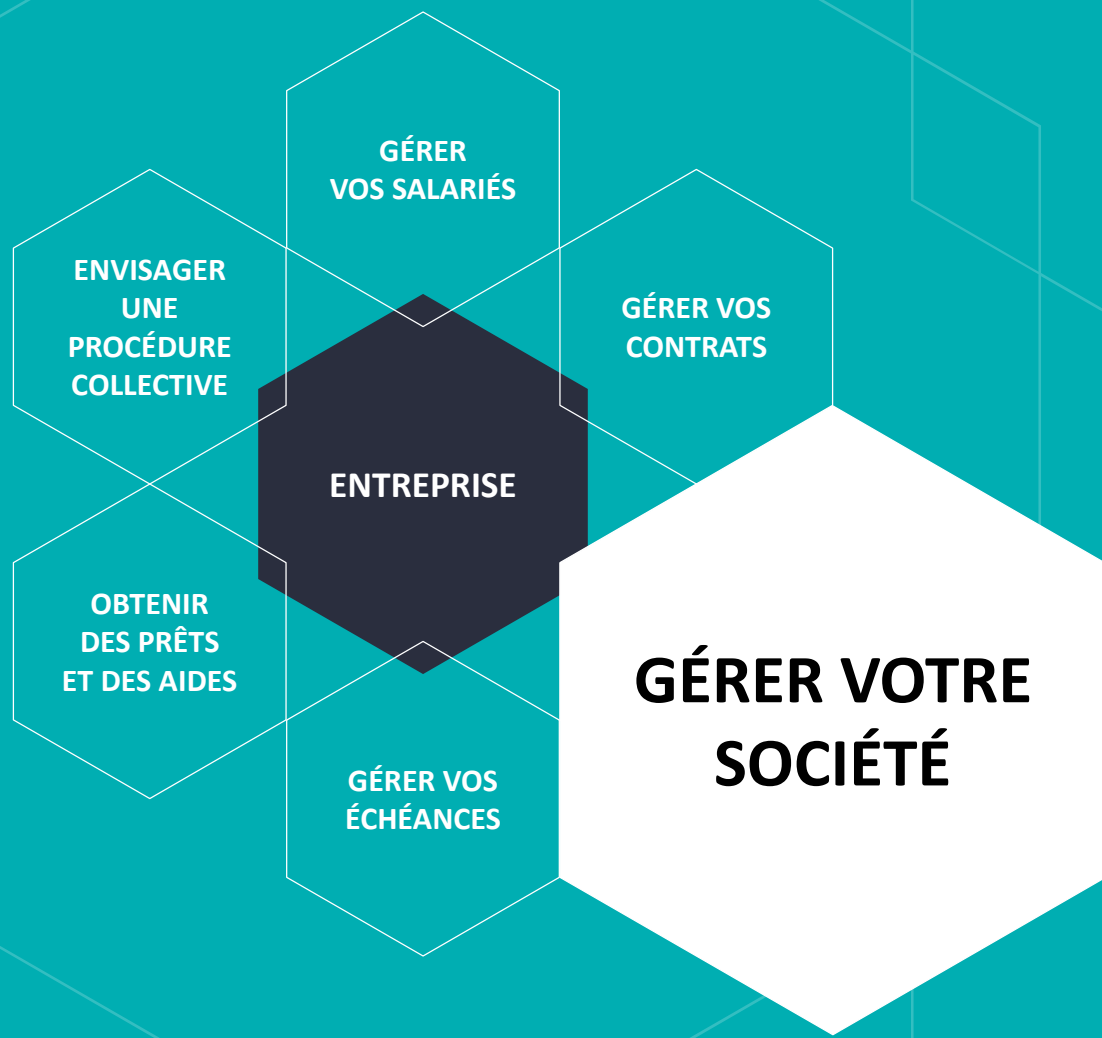 GÉRER
VOS SALARIÉS
ENVISAGER
UNE
PROCÉDURE
COLLECTIVE
GÉRER VOS
CONTRATS
ENTREPRISE
OBTENIR
DES PRÊTS
ET DES AIDES
GÉRER VOTRE
SOCIÉTÉ
GÉRER VOS
ÉCHÉANCES